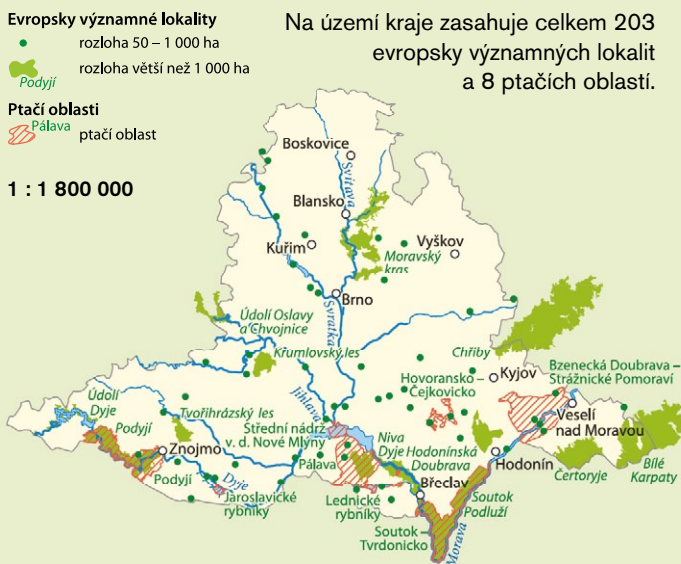 Evropsky významné lokality
rozloha 50 – 1 000 ha
rozloha větší než 1 000 ha
Podyjí
Ptačí oblasti
Pálava
ptačí oblast
1 : 1 800 000
Na území kraje zasahuje celkem 203
evropsky významných lokalit
a 8 ptačích oblastí.
Boskovice
Svitava
Blansko
Kuřim
Vyškov
Moravský
kras
Brno
Svratka
Údolí Oslavy
a Chvojnice
Křumlovský les
Chřiby
Kyjov
Bzenecká Doubrava –
Strážnické Pomoraví
Hovoransko –
Čejkovicko
Jihlava
Údolí
Dyje
Podyjí
Tvořihrázský les
Střední nádrž
v. d. Nové Mlýny
Veselí
nad Moravou
Znojmo
Niva
Dyje
Hodonínská
Doubrava
Hodonín
Pálava
Podyjí
Dyje
Jaroslavické
rybníky
Lednické
rybníky
Břeclav
Čertoryje
Bílé
Karpaty
Soutok
Podluží
Soutok –
Tvrdonicko
Morava